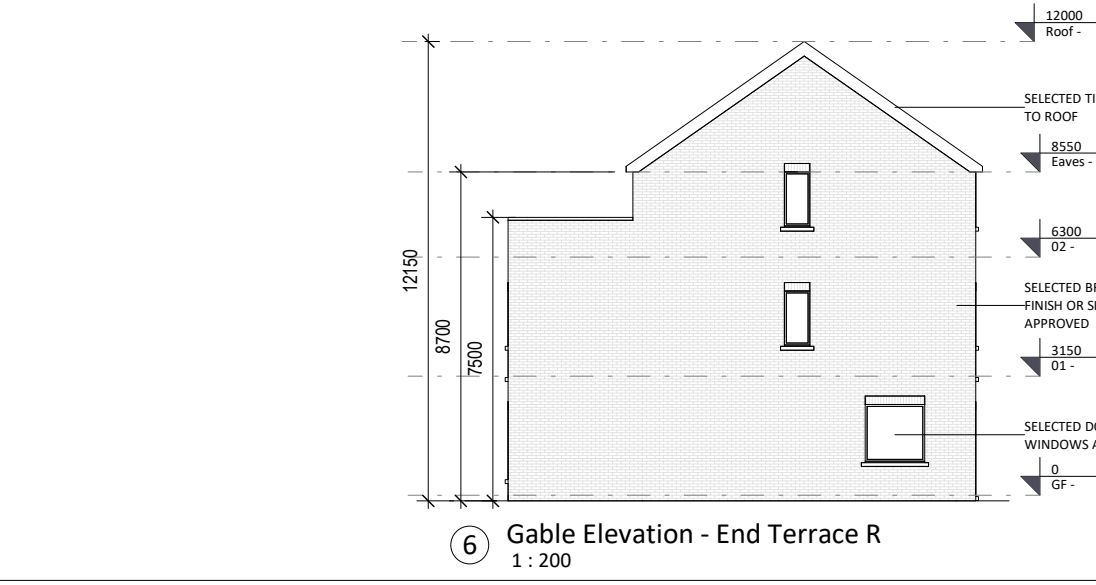 12000
Roof -
SELECTED TI
TO ROOF
8550
Eaves -
6300
02 -
12150
8700
7500
SELECTED BR
FINISH OR SI
APPROVED
3150
01 -
SELECTED DO
WINDOWS A
0
GF -
6 Gable Elevation - End Terrace R
1 : 200